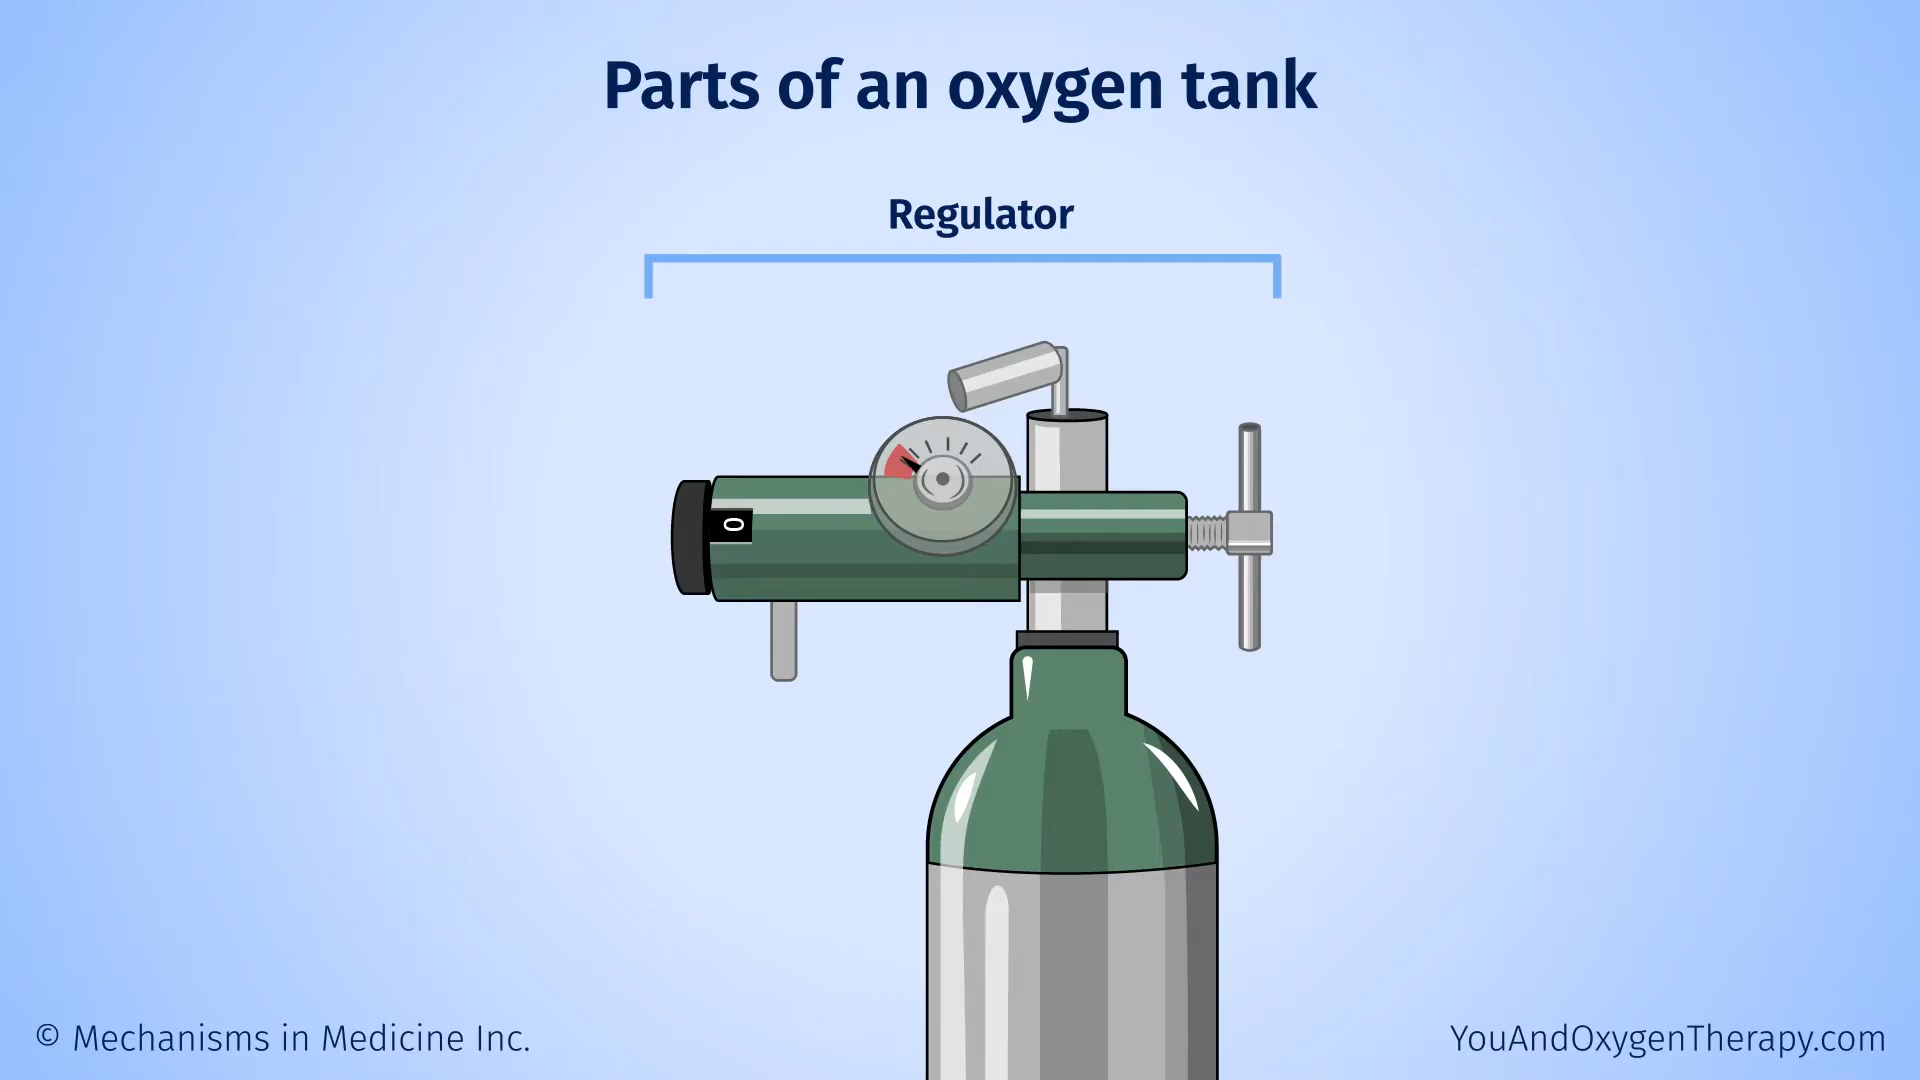 Parts of an oxygen tank
Regulator
0
© Mechanisms in Medicine Inc.
YouAndOxygenTherapy.com